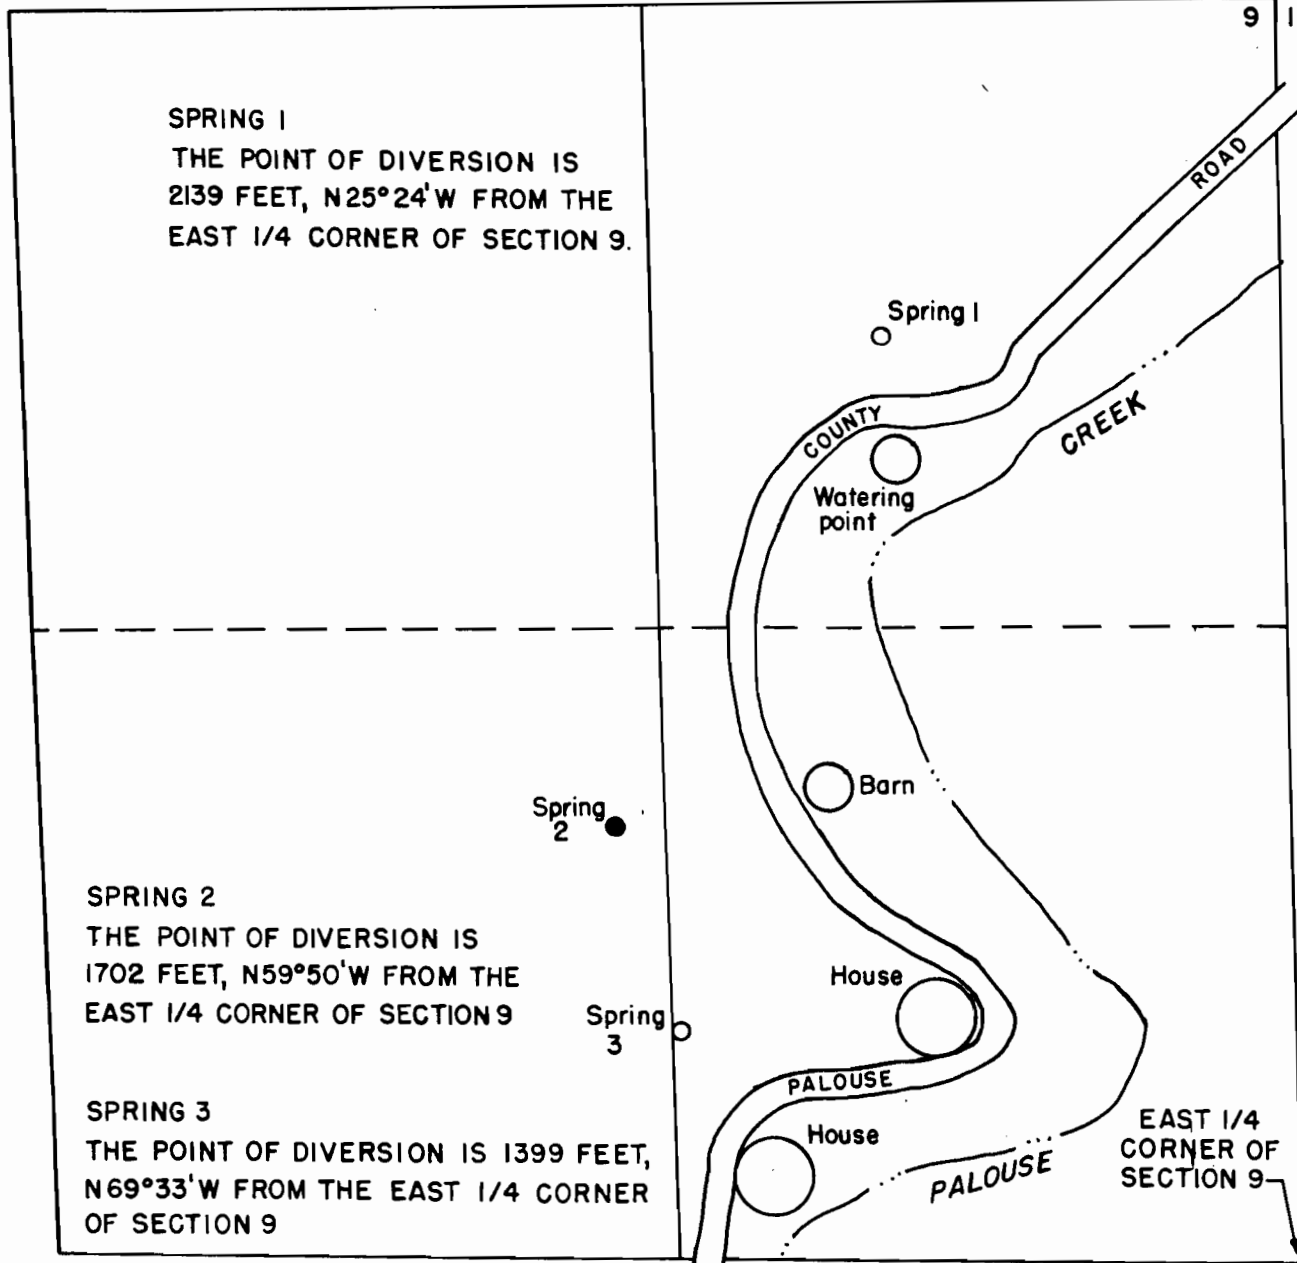 9 1
SPRING 1
THE POINT OF DIVERSION IS
2139 FEET, N25°24'W FROM THE
EAST 1/4 CORNER OF SECTION 9.
ROAD
Spring 1
COUNTY
CREEK
Watering
point
Barn
Spring
2
SPRING 2
THE POINT OF DIVERSION IS
1702 FEET, N59°50'W FROM THE
EAST 1/4 CORNER OF SECTION 9
House
Spring
3
PALOUSE
SPRING 3
THE POINT OF DIVERSION IS 1399 FEET,
N69°33'W FROM THE EAST 1/4 CORNER
OF SECTION 9
House
PALOUSE
EAST 1/4
CORNER OF
SECTION 9